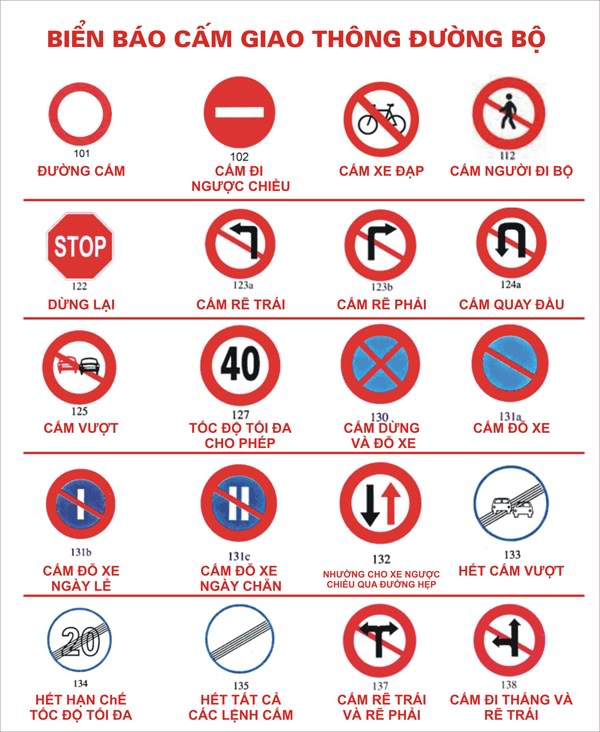 BIỂN BÁO CẤM GIAO THÔNG ĐƯỜNG BỘ
101
ĐƯỜNG CẤM
102
CẤM ĐI
NGƯỢC CHIỀU
CẤM XE ĐẠP
112
CẤM NGƯỜI ĐI BỘ
STOP
122
DỪNG LẠI
123a
CẤM RẼ TRÁI
123b
CẤM RẼ PHẢI
124a
CẤM QUAY ĐẦU
125
CẤM VƯỢT
40
127
TỐC ĐỘ TỐI ĐA
CHO PHÉP
130
CẤM DỪNG
VÀ ĐỖ XE
131a
CẤM ĐỖ XE
I
131b
CẤM ĐỖ XE
NGÀY LẺ
II
131c
CẤM ĐỖ XE
NGÀY CHẴN
132
NHƯỜNG CHO XE NGƯỢC
CHIỀU QUA ĐƯỜNG HẸP
133
HẾT CẤM VƯỢT
20
134
HẾT HẠN CHẾ
TỐC ĐỘ TỐI ĐA
135
HẾT TẤT CẢ
CÁC LỆNH CẤM
137
CẤM RẼ TRÁI
VÀ RẼ PHẢI
138
CẤM ĐI THẲNG VÀ
RẼ TRÁI